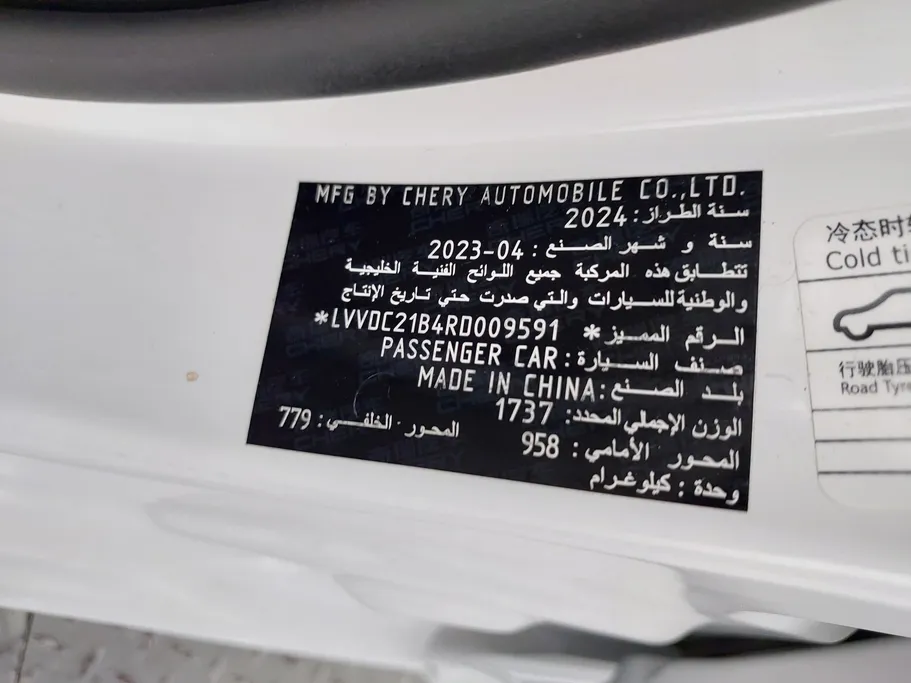 MFG BY CHERY AUTOMOBILE CO.,LTD.
سنة الطراز: 2024
سنة و شهر الصنع : 2023-04
تتطابق هذه المركبة جميع اللوائح الفنية الخليجية
والوطنية للسيارات والتي صدرت حتي تاريخ الإنتاج
الرقم المميز *LVVDC21B4RD009591*
صنف السيارة : PASSENGER CAR
بلد الصنع : MADE IN CHINA
الوزن الإجمالي المحدد: 1737
المحور الأمامي : 958 المحور الخلفي : 779
وحدة : كيلوغرام
冷态时
Cold
行驶胎压
Road Tyre